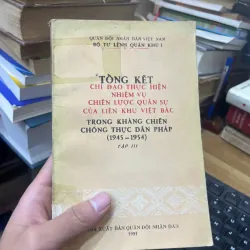 QUÂN ĐỘI NHÂN DÂN VIỆT NAM
BỘ TƯ LỆNH QUÂN KHU 1
TỔNG KẾT
CHỈ ĐẠO THỰC HIỆN
NHIỆM VỤ
CHIẾN LƯỢC QUÂN SỰ
CỦA LIÊN KHU VIỆT BẮC
TRONG KHÁNG CHIẾN
CHỐNG THỰC DÂN PHÁP
(1945 - 1954)
TẬP III
NHÀ XUẤT BẢN QUÂN ĐỘI NHÂN DÂN